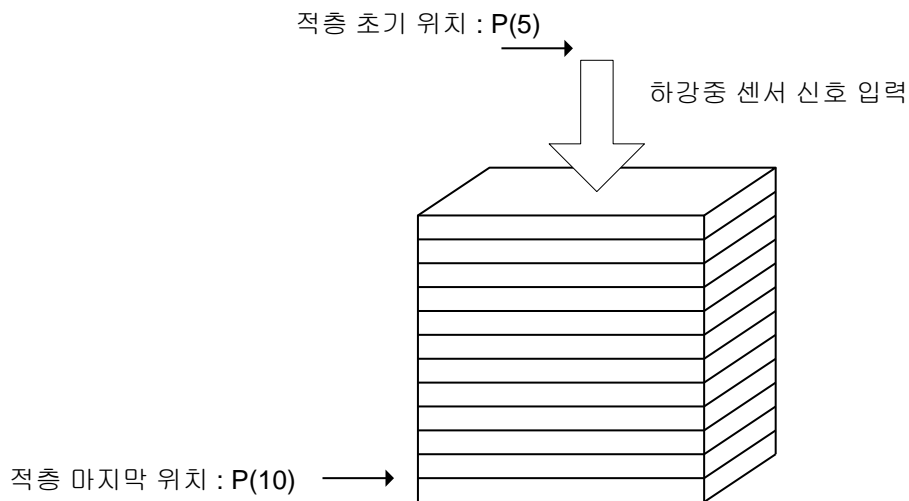 적층 초기 위치 : P(5)
하강중 센서 신호 입력
적층 마지막 위치 : P(10)